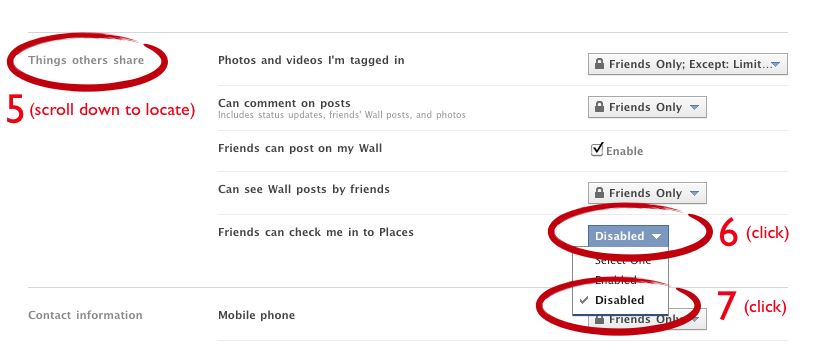 Things others share
Photos and videos I'm tagged in
Friends Only; Except: Limit...
5 (scroll down to locate)
Can comment on posts
Includes status updates, friends' Wall posts, and photos
Friends Only
Friends can post on my Wall
Enable
Can see Wall posts by friends
Friends Only
Friends can check me in to Places
Disabled
6 (click)
Select One
Enabled
Disabled
7 (click)
Contact information
Mobile phone
Friends Only